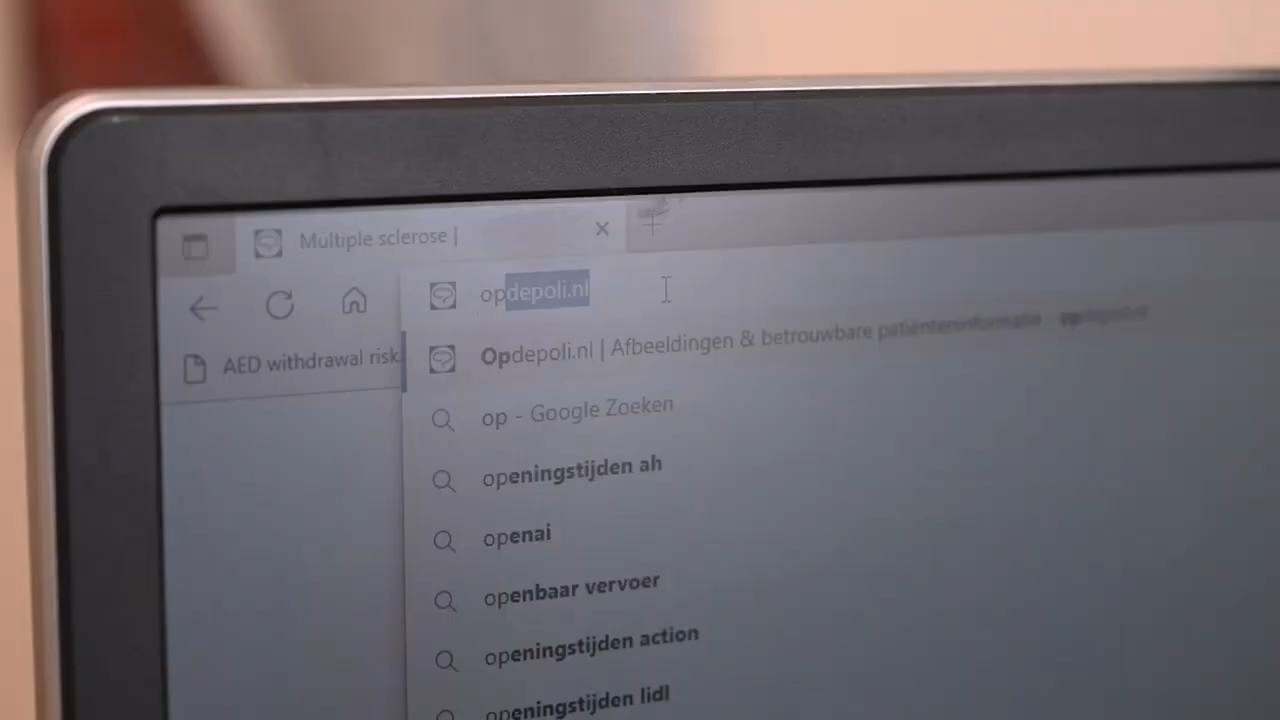 Multiple sclerose |
opdepoli.nl
AED withdrawal risk
Opdepoli.nl | Afbeeldingen & betrouwbare patiënteninformatie
op - Google Zoeken
openingstijden ah
openai
openbaar vervoer
openingstijden action
openingstijden lidl